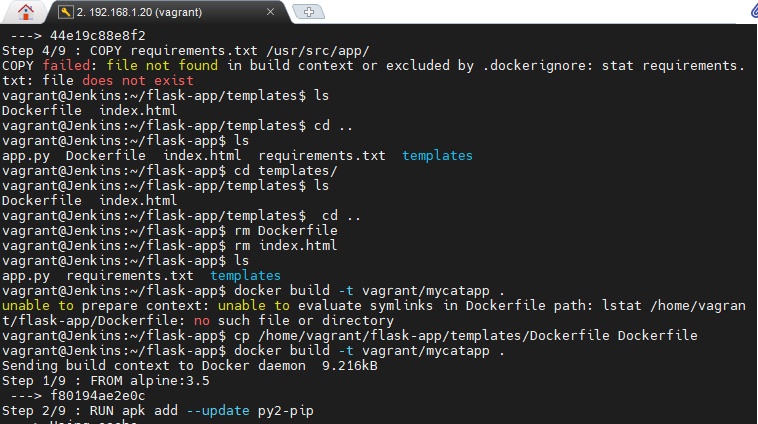 2. 192.168.1.20 (vagrant)
---> 44e19c88e8f2
Step 4/9 : COPY requirements.txt /usr/src/app/
COPY failed: file not found in build context or excluded by .dockerignore: stat requirements.
txt: file does not exist
vagrant@Jenkins:~/flask-app/templates$ ls
Dockerfile  index.html
vagrant@Jenkins:~/flask-app/templates$ cd ..
vagrant@Jenkins:~/flask-app$ ls
app.py  Dockerfile  index.html  requirements.txt  templates
vagrant@Jenkins:~/flask-app$ cd templates/
vagrant@Jenkins:~/flask-app/templates$ ls
Dockerfile  index.html
vagrant@Jenkins:~/flask-app/templates$  cd ..
vagrant@Jenkins:~/flask-app$ rm Dockerfile
vagrant@Jenkins:~/flask-app$ rm index.html
vagrant@Jenkins:~/flask-app$ ls
app.py  requirements.txt  templates
vagrant@Jenkins:~/flask-app$ docker build -t vagrant/mycatapp .
unable to prepare context: unable to evaluate symlinks in Dockerfile path: lstat /home/vagran
t/flask-app/Dockerfile: no such file or directory
vagrant@Jenkins:~/flask-app$ cp /home/vagrant/flask-app/templates/Dockerfile Dockerfile
vagrant@Jenkins:~/flask-app$ docker build -t vagrant/mycatapp .
Sending build context to Docker daemon  9.216kB
Step 1/9 : FROM alpine:3.5
---> f80194ae2e0c
Step 2/9 : RUN apk add --update py2-pip